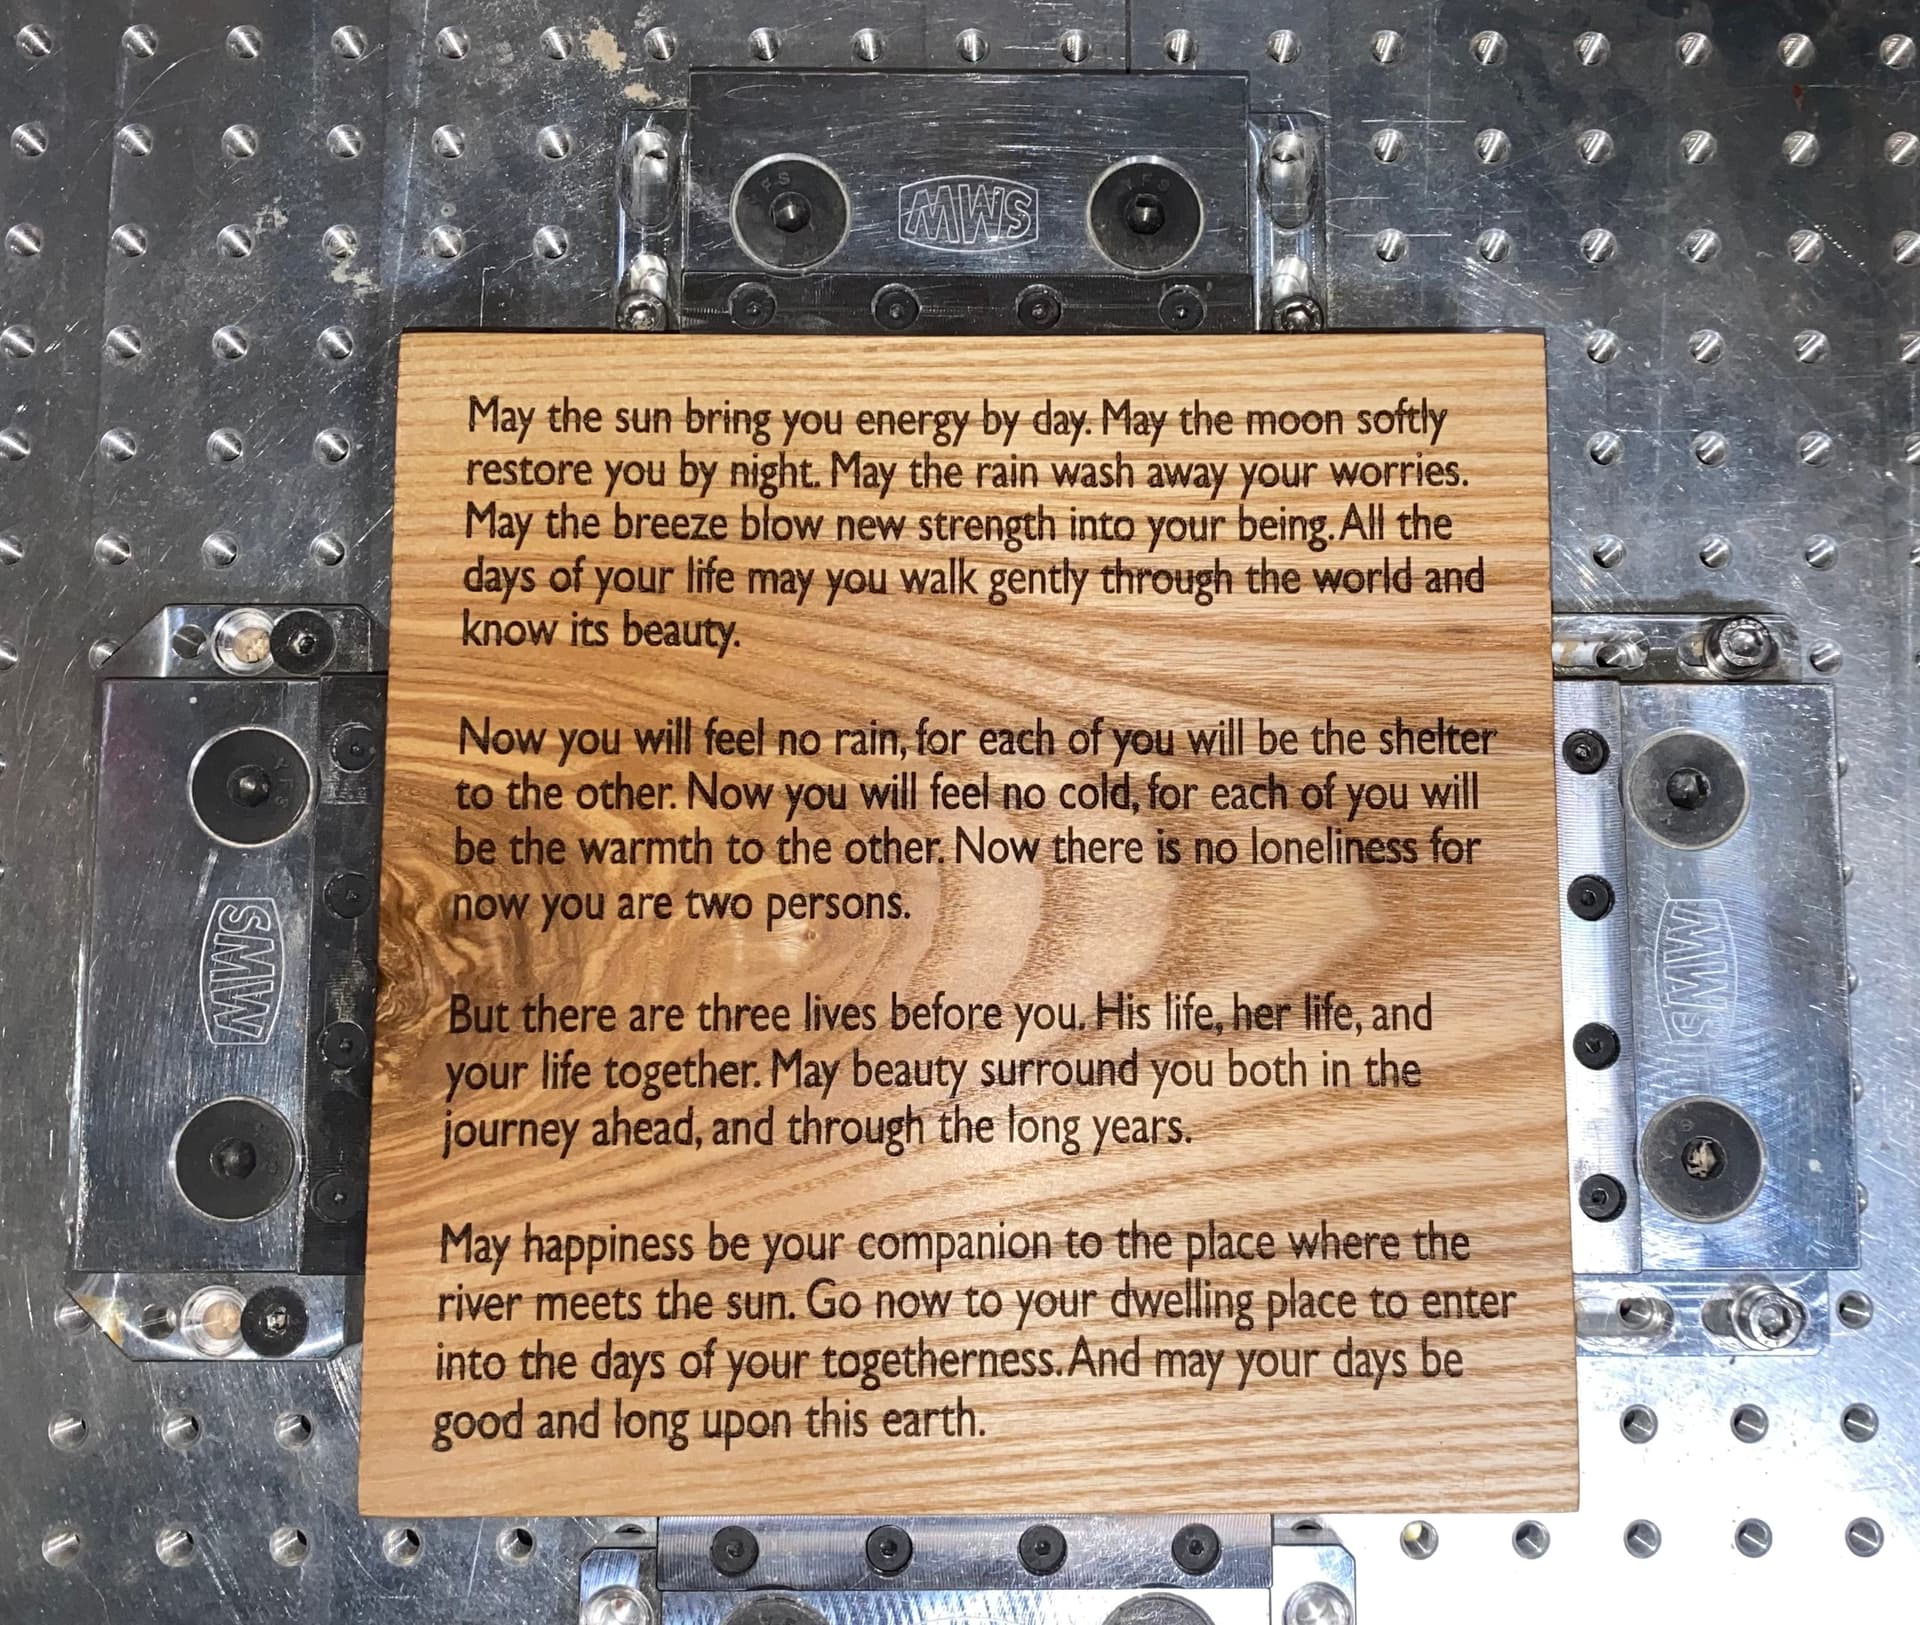 MWS
May the sun bring you energy by day. May the moon softly
restore you by night. May the rain wash away your worries.
May the breeze blow new strength into your being. All the
days of your life may you walk gently through the world and
know its beauty.
Now you will feel no rain, for each of you will be the shelter
to the other. Now you will feel no cold, for each of you will
be the warmth to the other. Now there is no loneliness for
now you are two persons.
But there are three lives before you. His life, her life, and
your life together. May beauty surround you both in the
journey ahead, and through the long years.
May happiness be your companion to the place where the
river meets the sun. Go now to your dwelling place to enter
into the days of your togetherness. And may your days be
good and long upon this earth.
MWS
MWS